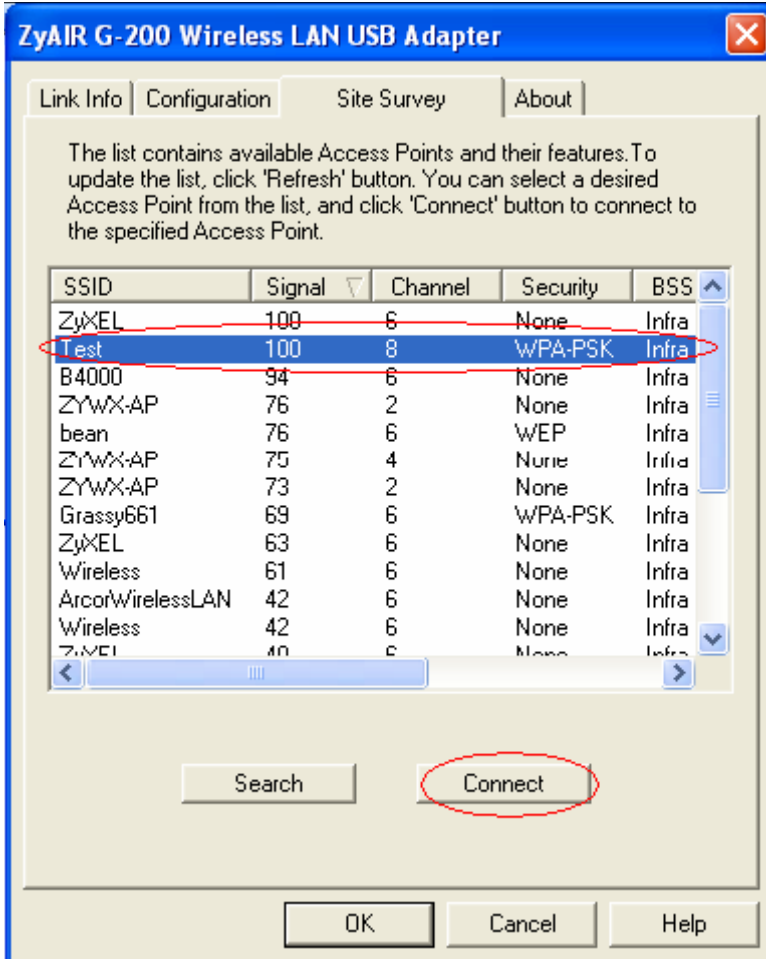 ZyAIR G-200 Wireless LAN USB Adapter
Link Info Configuration Site Survey About
The list contains available Access Points and their features.To
update the list, click 'Refresh' button. You can select a desired
Access Point from the list, and click 'Connect' button to connect to
the specified Access Point.
SSID Signal Channel Security BSS
ZyXEL 100 6 None Infra
Test 100 8 WPA-PSK Infra
B4000 94 6 None Infra
ZYWX-AP 76 2 None Infra
bean 76 6 WEP Infra
ZYWX-AP 75 4 None Infra
ZYWX-AP 73 2 None Infra
Grassy661 69 6 WPA-PSK Infra
ZyXEL 63 6 None Infra
Wireless 61 6 None Infra
ArcorWirelessLAN 42 6 None Infra
Wireless 42 6 None Infra
ZyXEL 40 6 None Infra
Search Connect
OK Cancel Help